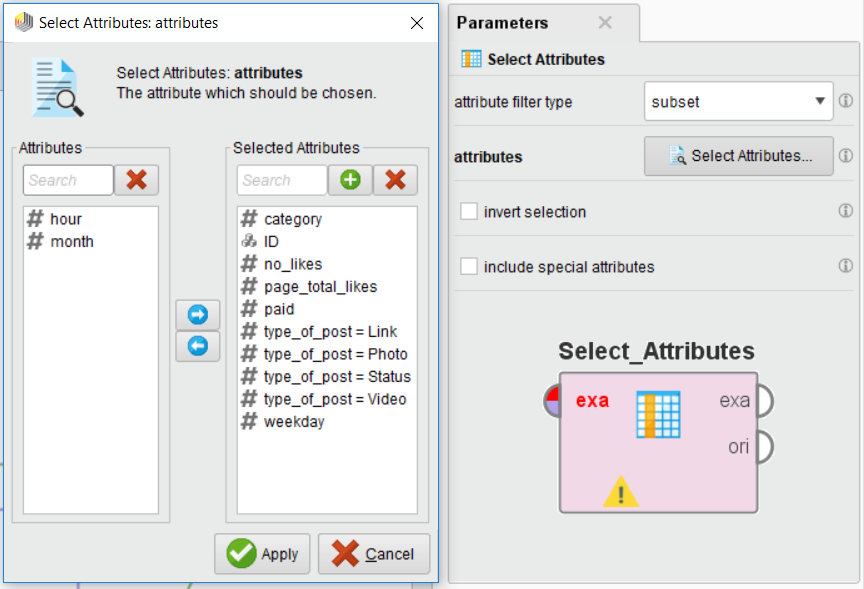 Select Attributes: attributes
Select Attributes: attributes
The attribute which should be chosen.
Attributes
Search
hour
month
Selected Attributes
Search
category
ID
no_likes
page_total_likes
paid
type_of_post = Link
type_of_post = Photo
type_of_post = Status
type_of_post = Video
weekday
Apply
Cancel
Parameters
Select Attributes
attribute filter type
subset
attributes
Select Attributes...
invert selection
include special attributes
Select_Attributes
exa
exa
ori